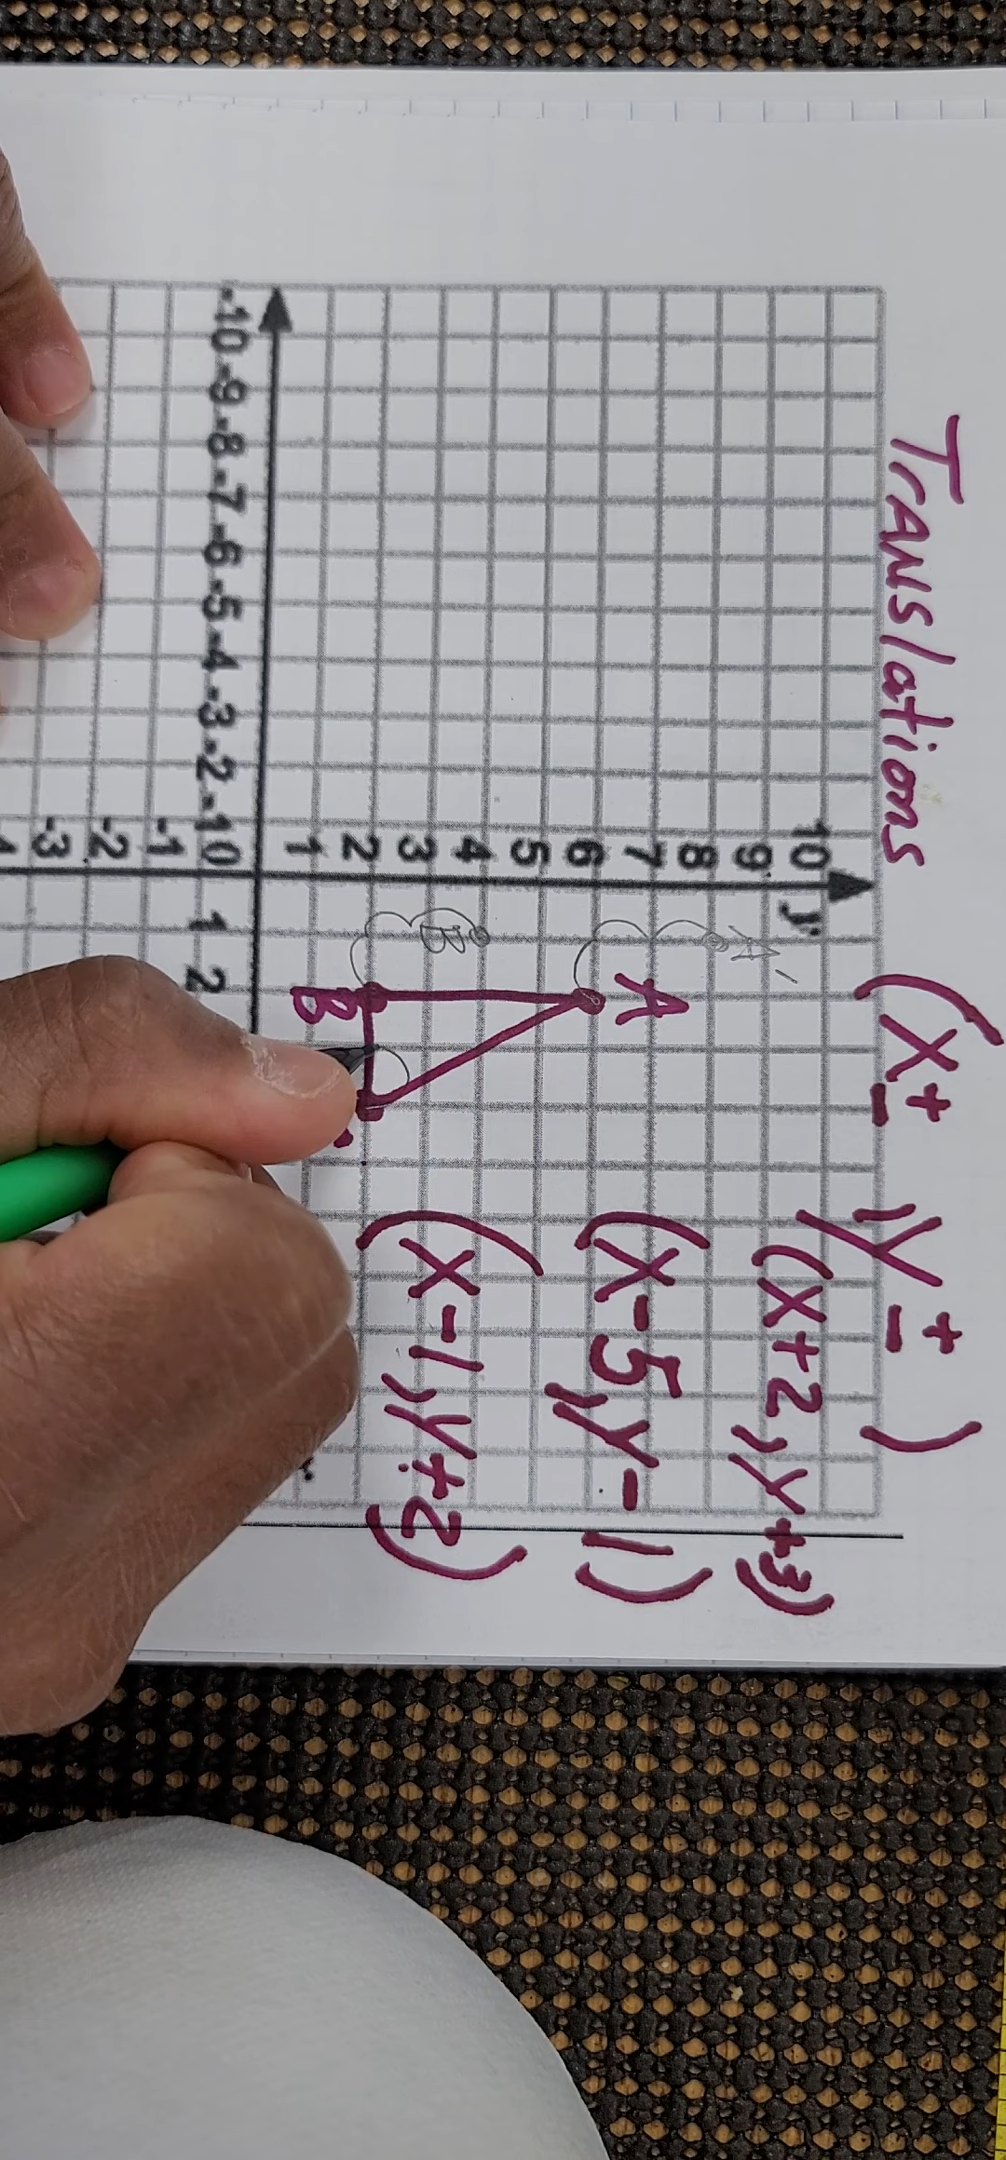 Translations
(x ± , y ± )
(x+2, y+3)
(x-5, y-1)
(x-1, y+2)
y
10
9
8
7
6
5
4
3
2
1
-10 -9 -8 -7 -6 -5 -4 -3 -2 -1 0 1 2
-1
-2
-3
A'
A
B
B